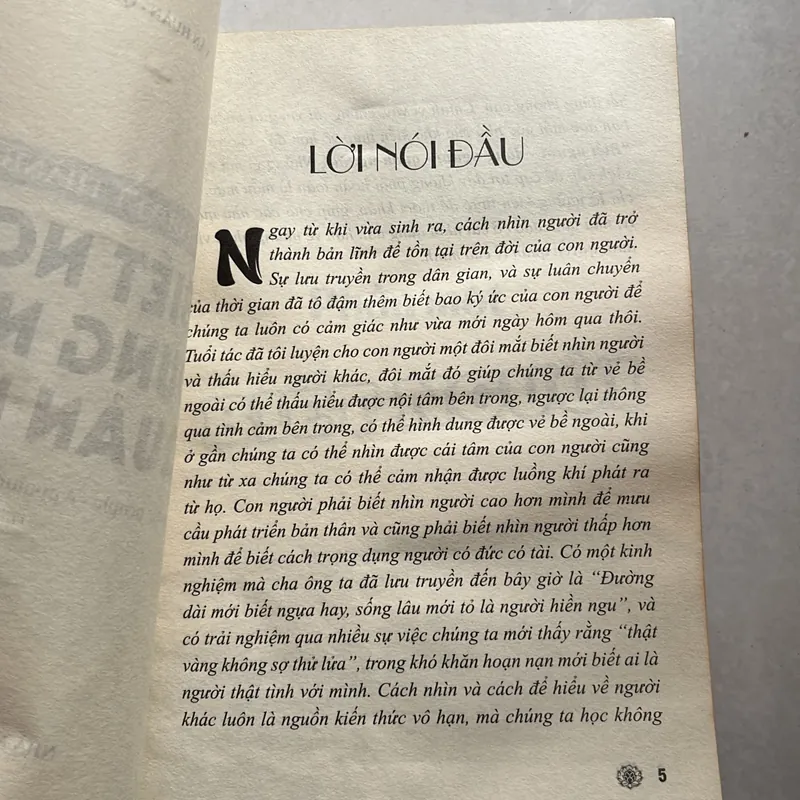 LỜI NÓI ĐẦU
Ngay từ khi vừa sinh ra, cách nhìn người đã trở
thành bản lĩnh để tồn tại trên đời của con người.
Sự lưu truyền trong dân gian, và sự luân chuyển
của thời gian đã tô đậm thêm biết bao ký ức của con người để
chúng ta luôn có cảm giác như vừa mới ngày hôm qua thôi.
Tuổi tác đã tôi luyện cho con người một đôi mắt biết nhìn người
và thấu hiểu người khác, đôi mắt đó giúp chúng ta từ vẻ bề
ngoài có thể thấu hiểu được nội tâm bên trong, ngược lại thông
qua tình cảm bên trong, có thể hình dung được vẻ bề ngoài, khi
ở gần chúng ta có thể nhìn được cái tâm của con người cũng
như từ xa chúng ta có thể cảm nhận được luồng khí phát ra
từ họ. Con người phải biết nhìn người cao hơn mình để mưu
cầu phát triển bản thân và cũng phải biết nhìn người thấp hơn
mình để biết cách trọng dụng người có đức có tài. Có một kinh
nghiệm mà cha ông ta đã lưu truyền đến bây giờ là “Đường
dài mới biết ngựa hay, sống lâu mới tỏ là người hiền ngu”, và
có trải nghiệm qua nhiều sự việc chúng ta mới thấy rằng “thật
vàng không sợ thử lửa”, trong khó khăn hoạn nạn mới biết ai là
người thật tình với mình. Cách nhìn và cách để hiểu về người
khác luôn là nguồn kiến thức vô hạn, mà chúng ta học không
5